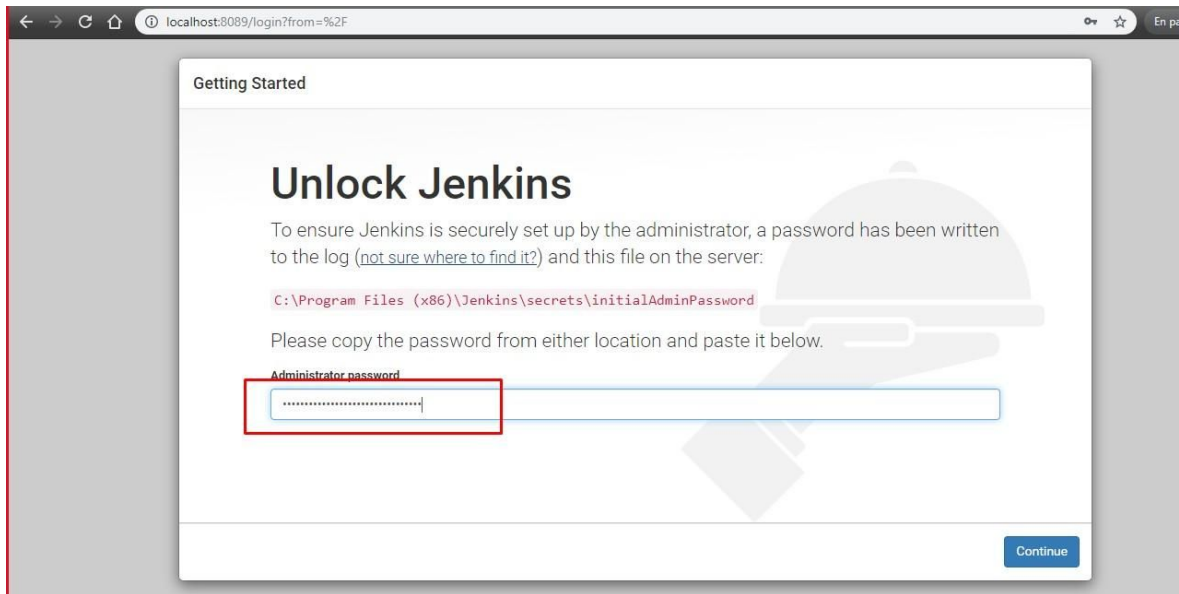 localhost:8089/login?from=%2F
En pa
Getting Started
Unlock Jenkins
To ensure Jenkins is securely set up by the administrator, a password has been written
to the log (not sure where to find it?) and this file on the server:
C:\Program Files (x86)\Jenkins\secrets\initialAdminPassword
Please copy the password from either location and paste it below.
Administrator password
Continue